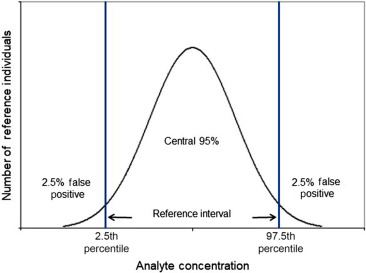 Number of reference individuals
Central 95%
2.5% false
positive
2.5% false
positive
Reference interval
2.5th
percentile
97.5th
percentile
Analyte concentration